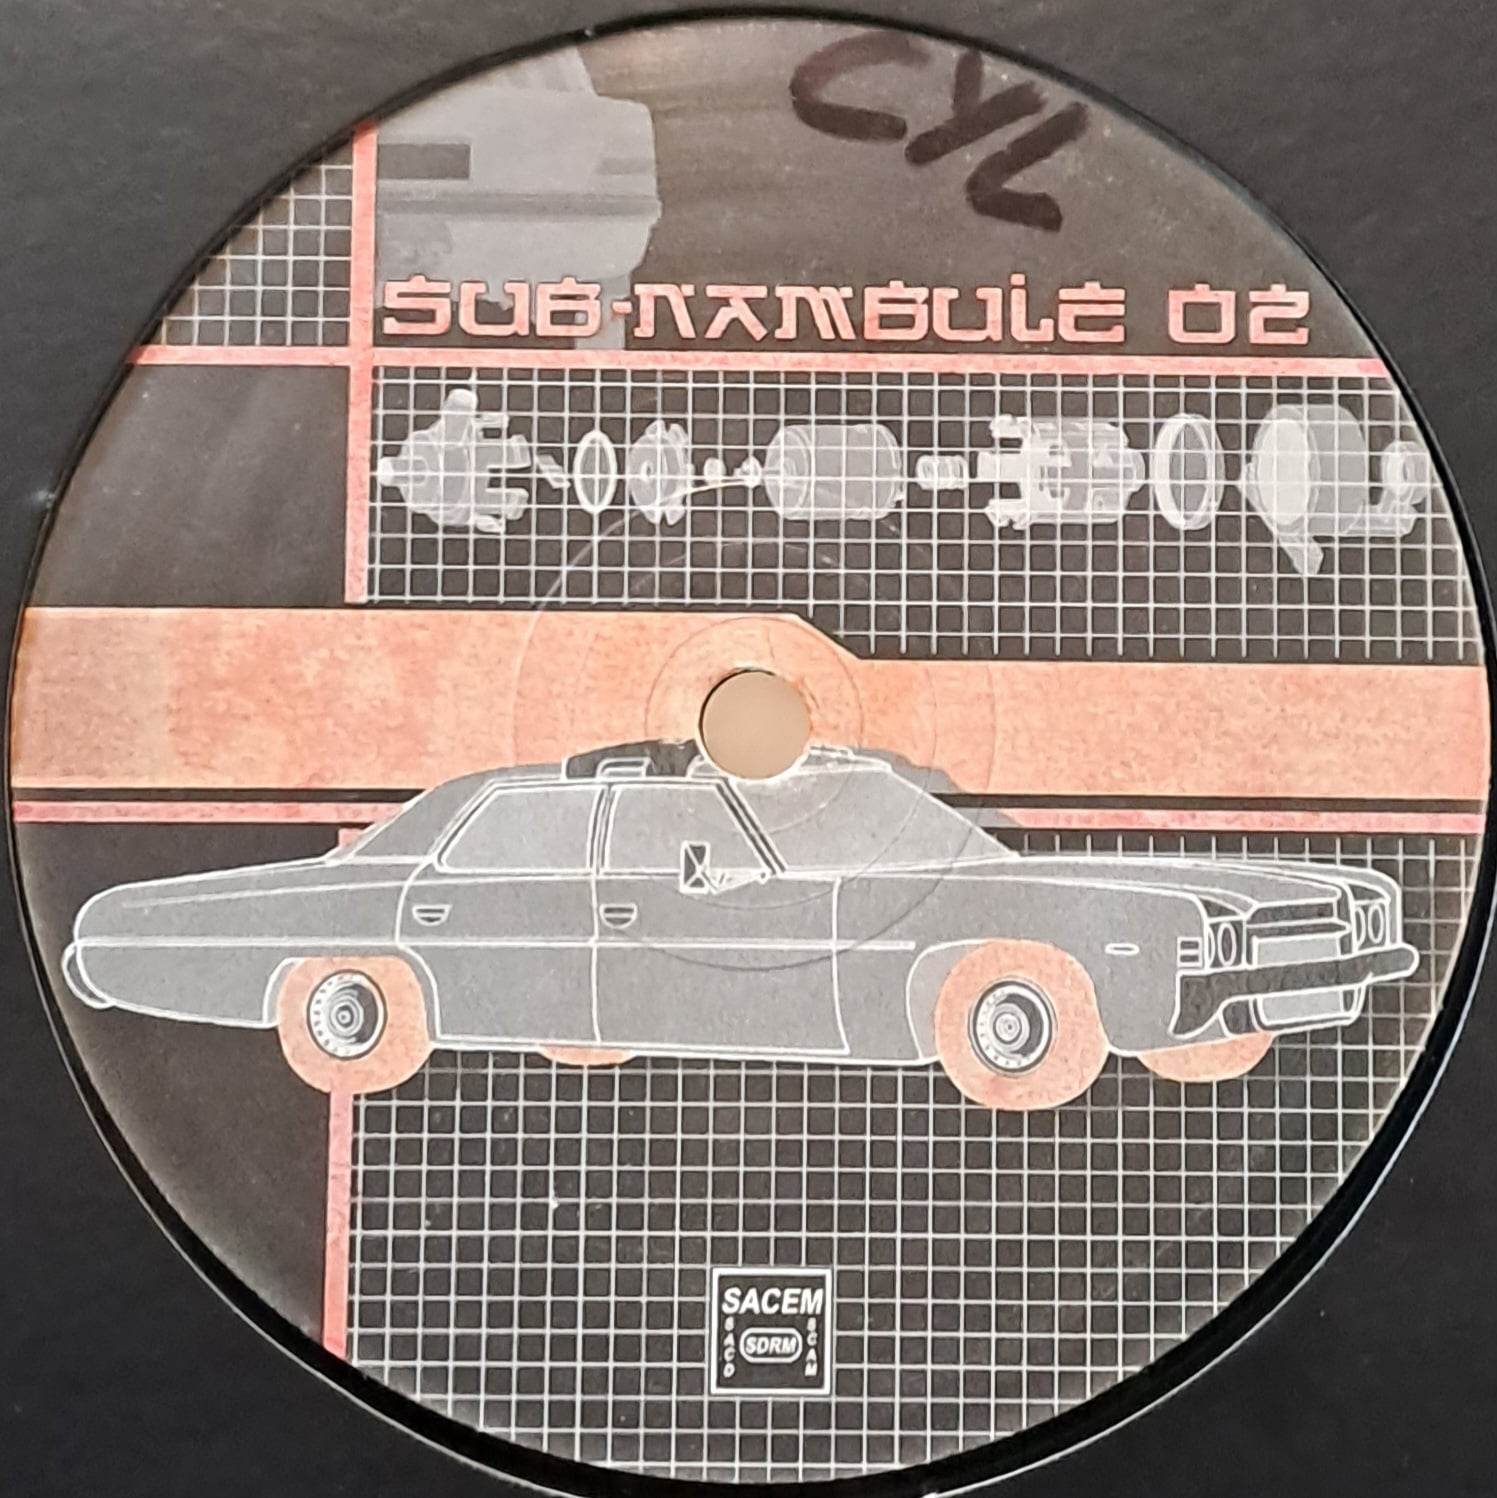 CYL
SUB-NAMBULE 02
SACEM
SACD
SDRM
SCAM